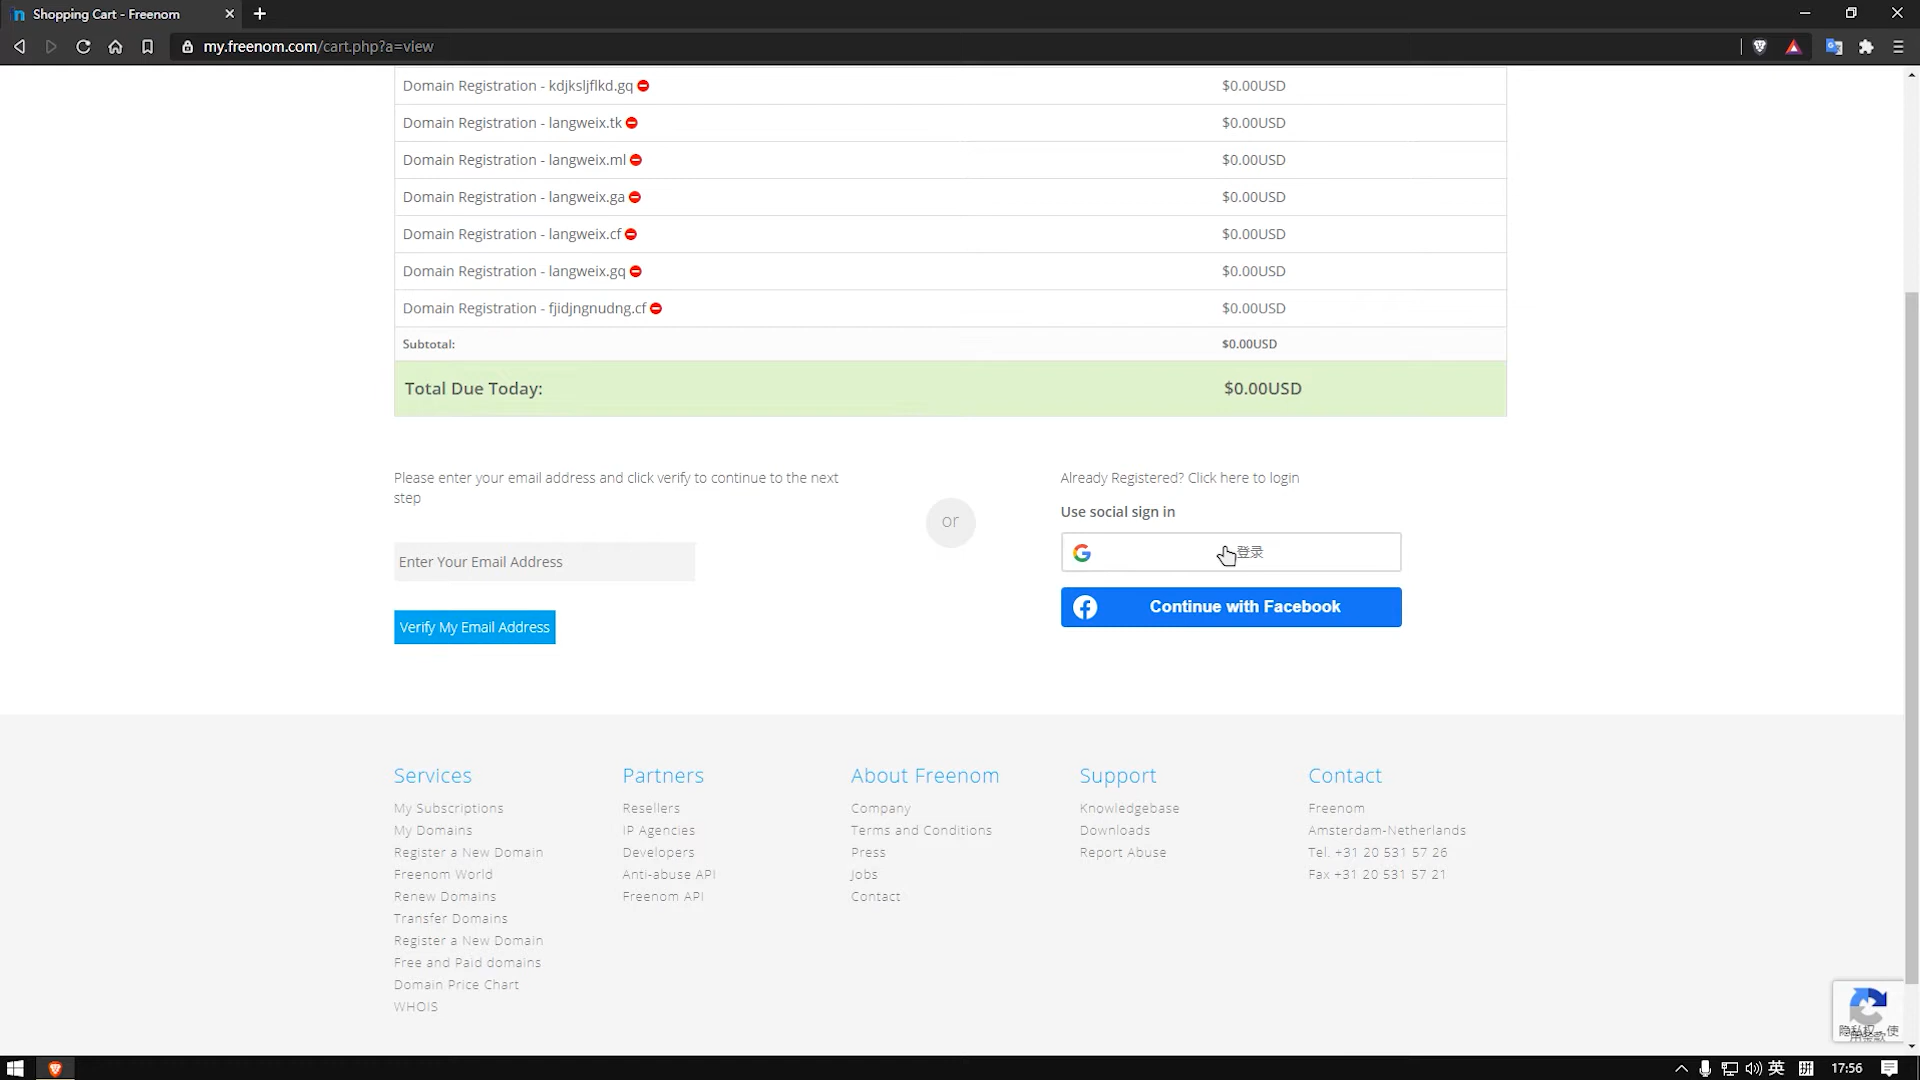 Shopping Cart - Freenom
my.freenom.com/cart.php?a=view
Domain Registration - kdjksljflkd.gq $0.00USD
Domain Registration - langweix.tk $0.00USD
Domain Registration - langweix.ml $0.00USD
Domain Registration - langweix.ga $0.00USD
Domain Registration - langweix.cf $0.00USD
Domain Registration - langweix.gq $0.00USD
Domain Registration - fjidjngnudng.cf $0.00USD
Subtotal: $0.00USD
Total Due Today: $0.00USD
Please enter your email address and click verify to continue to the next
step
Enter Your Email Address
Verify My Email Address
or
Already Registered? Click here to login
Use social sign in
登录
Continue with Facebook
Services
My Subscriptions
My Domains
Register a New Domain
Freenom World
Renew Domains
Transfer Domains
Register a New Domain
Free and Paid domains
Domain Price Chart
WHOIS
Partners
Resellers
IP Agencies
Developers
Anti-abuse API
Freenom API
About Freenom
Company
Terms and Conditions
Press
Jobs
Contact
Support
Knowledgebase
Downloads
Report Abuse
Contact
Freenom
Amsterdam-Netherlands
Tel. +31 20 531 57 26
Fax +31 20 531 57 21
隐私权 - 使
用条款
英 拼 17:56